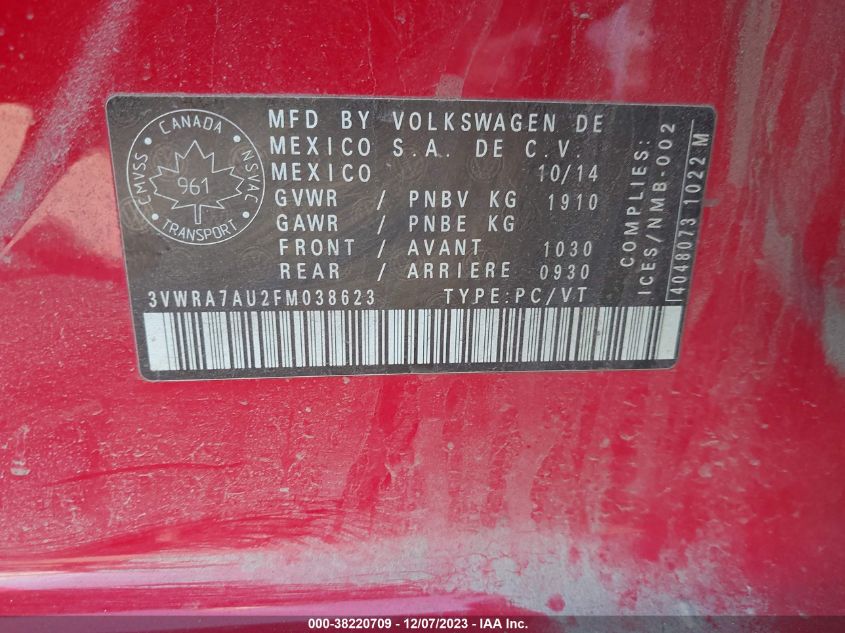 CANADA
CMVSS
NSVAC
961
TRANSPORT
MFD BY VOLKSWAGEN DE
MEXICO S.A. DE C.V.
MEXICO 10/14
GVWR / PNBV KG 1910
GAWR / PNBE KG
FRONT / AVANT 1030
REAR / ARRIERE 0930
3VWRA7AU2FM038623 TYPE:PC/VT
COMPLIES:
ICES/NMB-002
4048073 1022 M
000-38220709 - 12/07/2023 - IAA Inc.